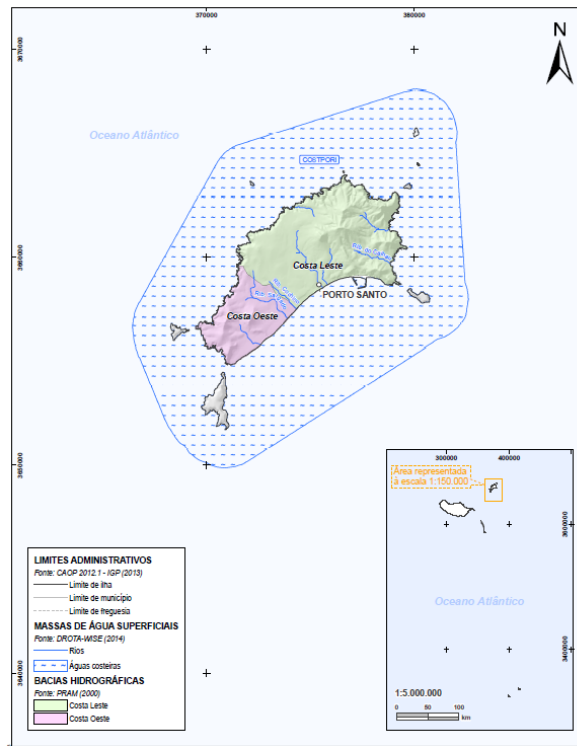 370000
380000
3670000
N
Oceano Atlântico
COSTPORI
3660000
Costa Leste
PORTO SANTO
Costa Oeste
300000
400000
Área representada
à escala 1:150.000
3600000
Oceano Atlântico
3400000
1:5.000.000
0 50 100
km
3640000
LIMITES ADMINISTRATIVOS
Fonte: CAOP 2012.1 - IGP (2013)
Limite de ilha
Limite de município
Limite de freguesia
MASSAS DE ÁGUA SUPERFICIAIS
Fonte: DROTA-WISE (2014)
Rios
Águas costeiras
BACIAS HIDROGRÁFICAS
Fonte: PRAM (2000)
Costa Leste
Costa Oeste